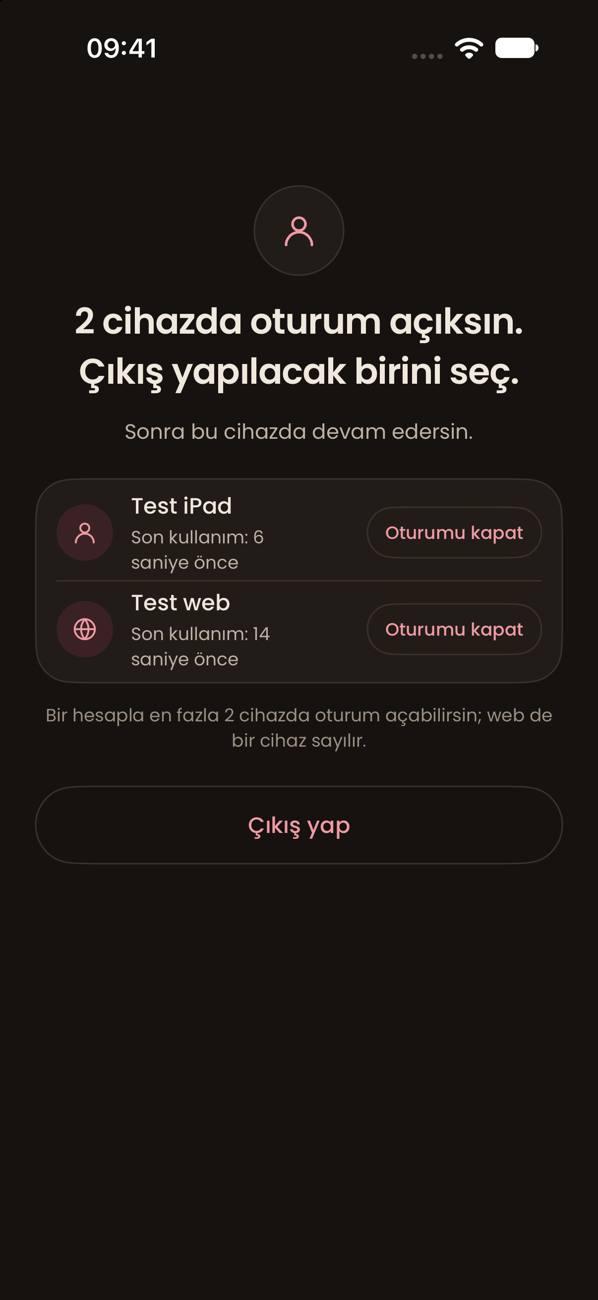 09:41
2 cihazda oturum açıksın.
Çıkış yapılacak birini seç.
Sonra bu cihazda devam edersin.
Test iPad
Son kullanım: 6
saniye önce
Oturumu kapat
Test web
Son kullanım: 14
saniye önce
Oturumu kapat
Bir hesapla en fazla 2 cihazda oturum açabilirsin; web de
bir cihaz sayılır.
Çıkış yap